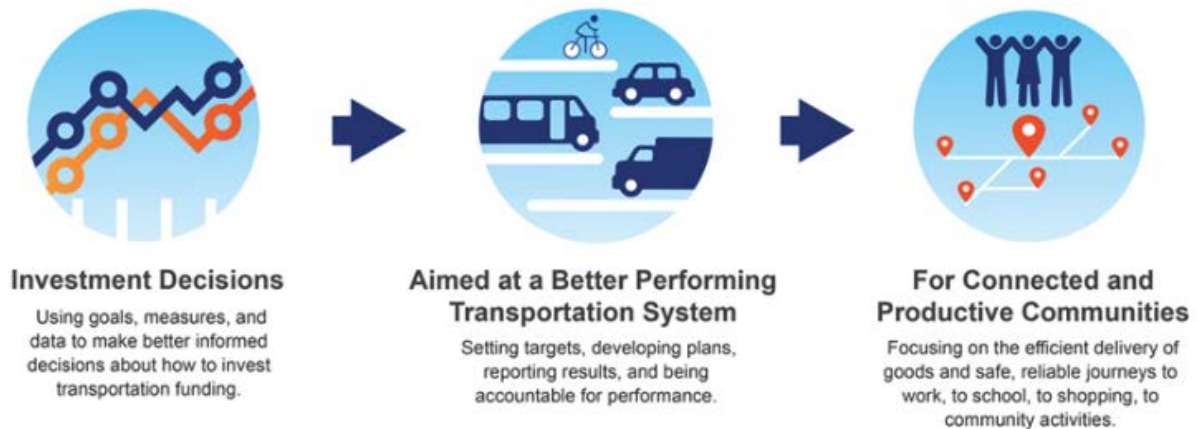 Investment Decisions
Using goals, measures, and
data to make better informed
decisions about how to invest
transportation funding.
Aimed at a Better Performing
Transportation System
Setting targets, developing plans,
reporting results, and being
accountable for performance.
For Connected and
Productive Communities
Focusing on the efficient delivery of
goods and safe, reliable journeys to
work, to school, to shopping, to
community activities.